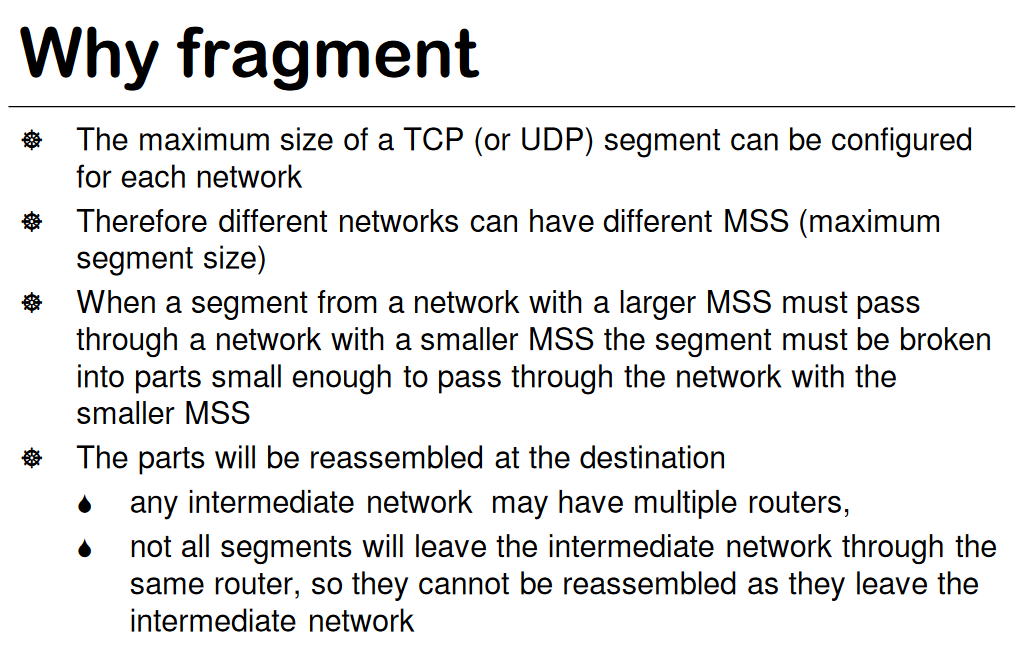 Why fragment
The maximum size of a TCP (or UDP) segment can be configured
for each network
Therefore different networks can have different MSS (maximum
segment size)
When a segment from a network with a larger MSS must pass
through a network with a smaller MSS the segment must be broken
into parts small enough to pass through the network with the
smaller MSS
The parts will be reassembled at the destination
any intermediate network  may have multiple routers,
not all segments will leave the intermediate network through the
same router, so they cannot be reassembled as they leave the
intermediate network